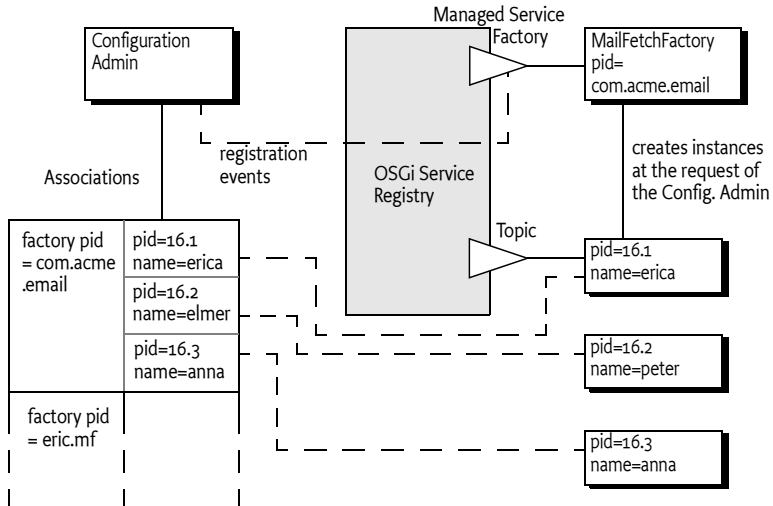 Managed Service
Factory
Configuration
Admin
MailFetchFactory
pid=
com.acme.email
registration
events
OSGi Service
Registry
creates instances
at the request of
the Config. Admin
Associations
Topic
factory pid
= com.acme
.email
pid=16.1
name=erica
pid=16.2
name=elmer
pid=16.3
name=anna
factory pid
= eric.mf
pid=16.1
name=erica
pid=16.2
name=peter
pid=16.3
name=anna